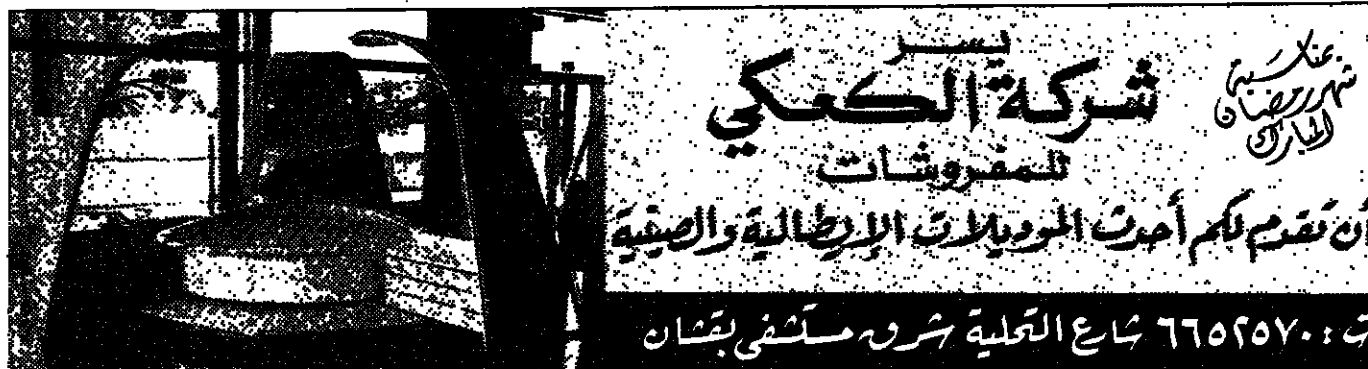 بمناسبة
شهر رمضان
المبارك
يسر
شركة الكعكي
للمفروشات
أن تقدم لكم أحدث الموديلات الإيطالية والصينية
ت: ٦٦٥٢٥٧٠ شارع التحلية شرق مستشفى بقشان